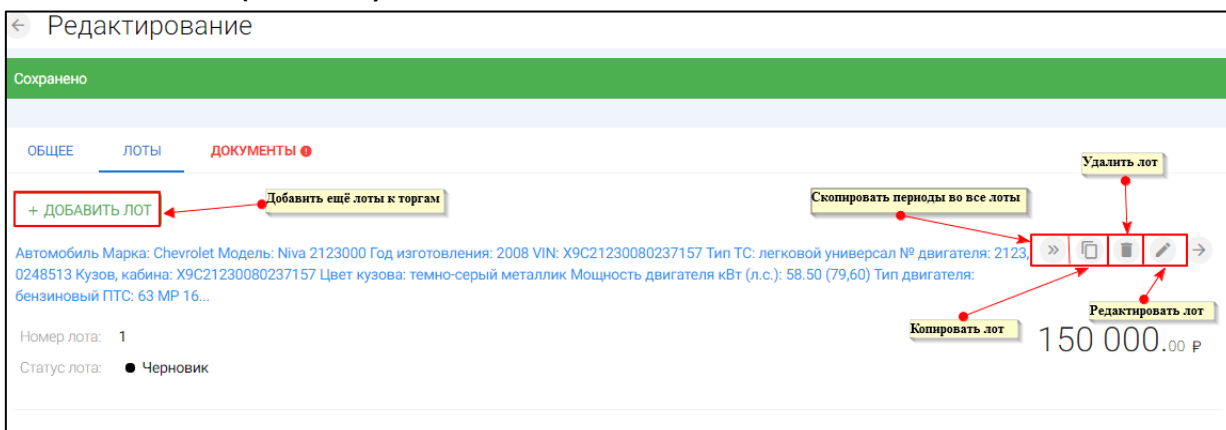 Редактирование
Сохранено
ОБЩЕЕ ЛОТЫ ДОКУМЕНТЫ
Удалить лот
+ ДОБАВИТЬ ЛОТ
Добавить ещё лоты к торгам
Скопировать периоды во все лоты
Автомобиль Марка: Chevrolet Модель: Niva 2123000 Год изготовления: 2008 VIN: X9C21230080237157 Тип ТС: легковой универсал № двигателя: 2123,
0248513 Кузов, кабина: X9C21230080237157 Цвет кузова: темно-серый металлик Мощность двигателя кВт (л.с.): 58.50 (79,60) Тип двигателя:
бензиновый ПТС: 63 МР 16...
Редактировать лот
Копировать лот
150 000.00 ₽
Номер лота: 1
Статус лота: Черновик